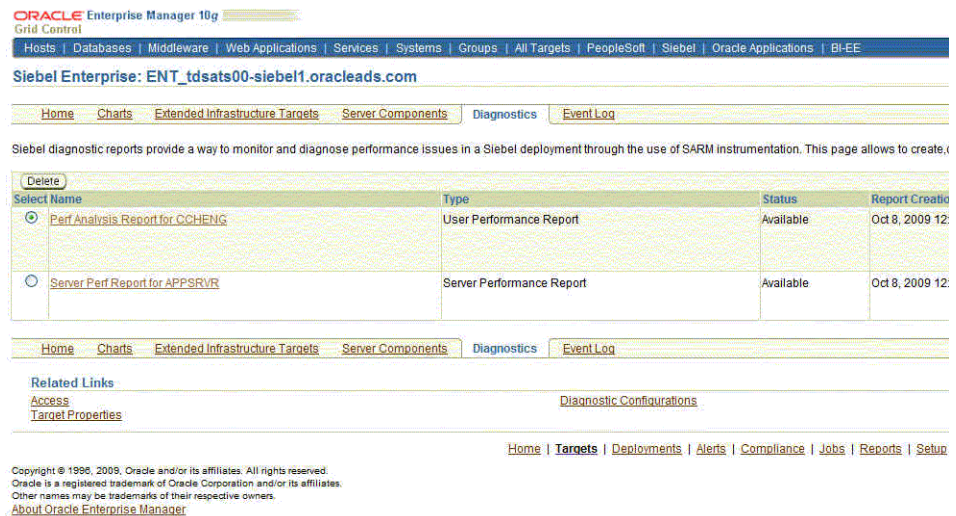 ORACLE Enterprise Manager 10g
Grid Control
Hosts | Databases | Middleware | Web Applications | Services | Systems | Groups | All Targets | PeopleSoft | Siebel | Oracle Applications | BI-EE
Siebel Enterprise: ENT_tdsats00-siebel1.oracleads.com
Home Charts Extended Infrastructure Targets Server Components Diagnostics Event Log
Siebel diagnostic reports provide a way to monitor and diagnose performance issues in a Siebel deployment through the use of SARM instrumentation. This page allows to create,
Delete
Select Name Type Status Report Creatio
Perf Analysis Report for CCHENG User Performance Report Available Oct 8, 2009 12:
Server Perf Report for APPSRVR Server Performance Report Available Oct 8, 2009 12:
Home Charts Extended Infrastructure Targets Server Components Diagnostics Event Log
Related Links
Access Diagnostic Configurations
Target Properties
Home | Targets | Deployments | Alerts | Compliance | Jobs | Reports | Setup
Copyright © 1996, 2009, Oracle and/or its affiliates. All rights reserved.
Oracle is a registered trademark of Oracle Corporation and/or its affiliates.
Other names may be trademarks of their respective owners.
About Oracle Enterprise Manager